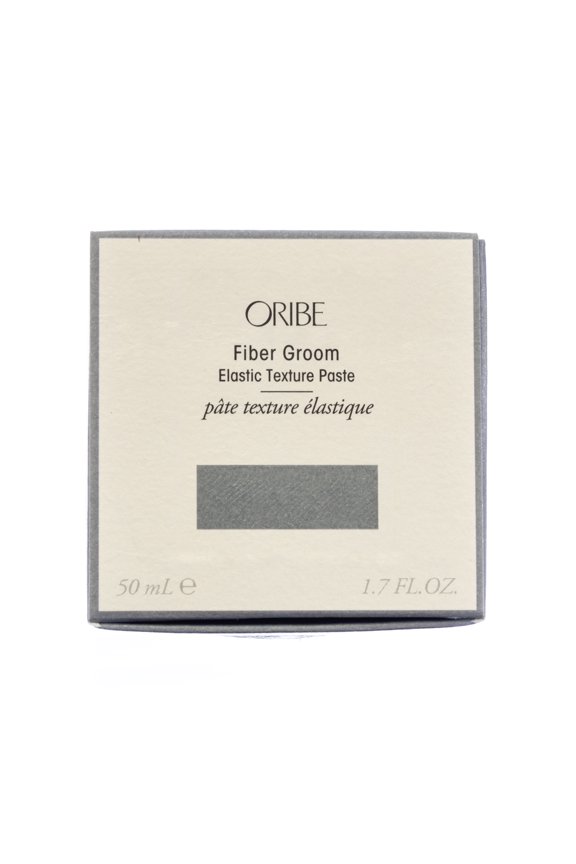 ORIBE
Fiber Groom
Elastic Texture Paste
pâte texture élastique
50 mL ℮ 1.7 FL.OZ.